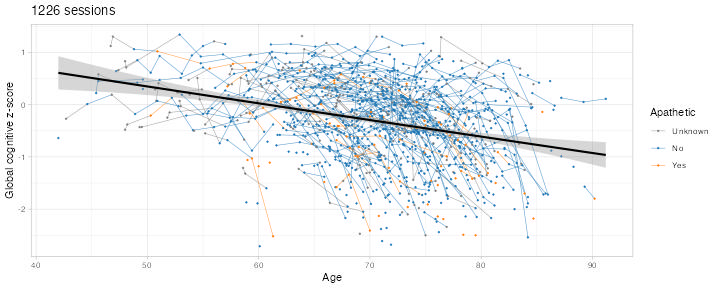 1226 sessions
Global cognitive z-score
1
0
-1
-2
40 50 60 70 80 90
Age
Apathetic
Unknown
No
Yes